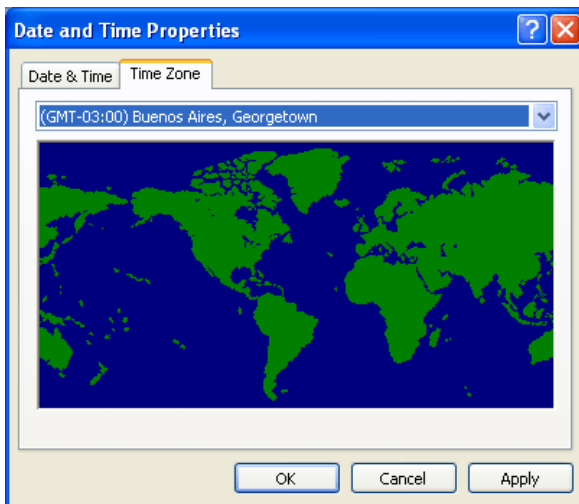 Date and Time Properties
Date & Time
Time Zone
(GMT-03:00) Buenos Aires, Georgetown
OK
Cancel
Apply